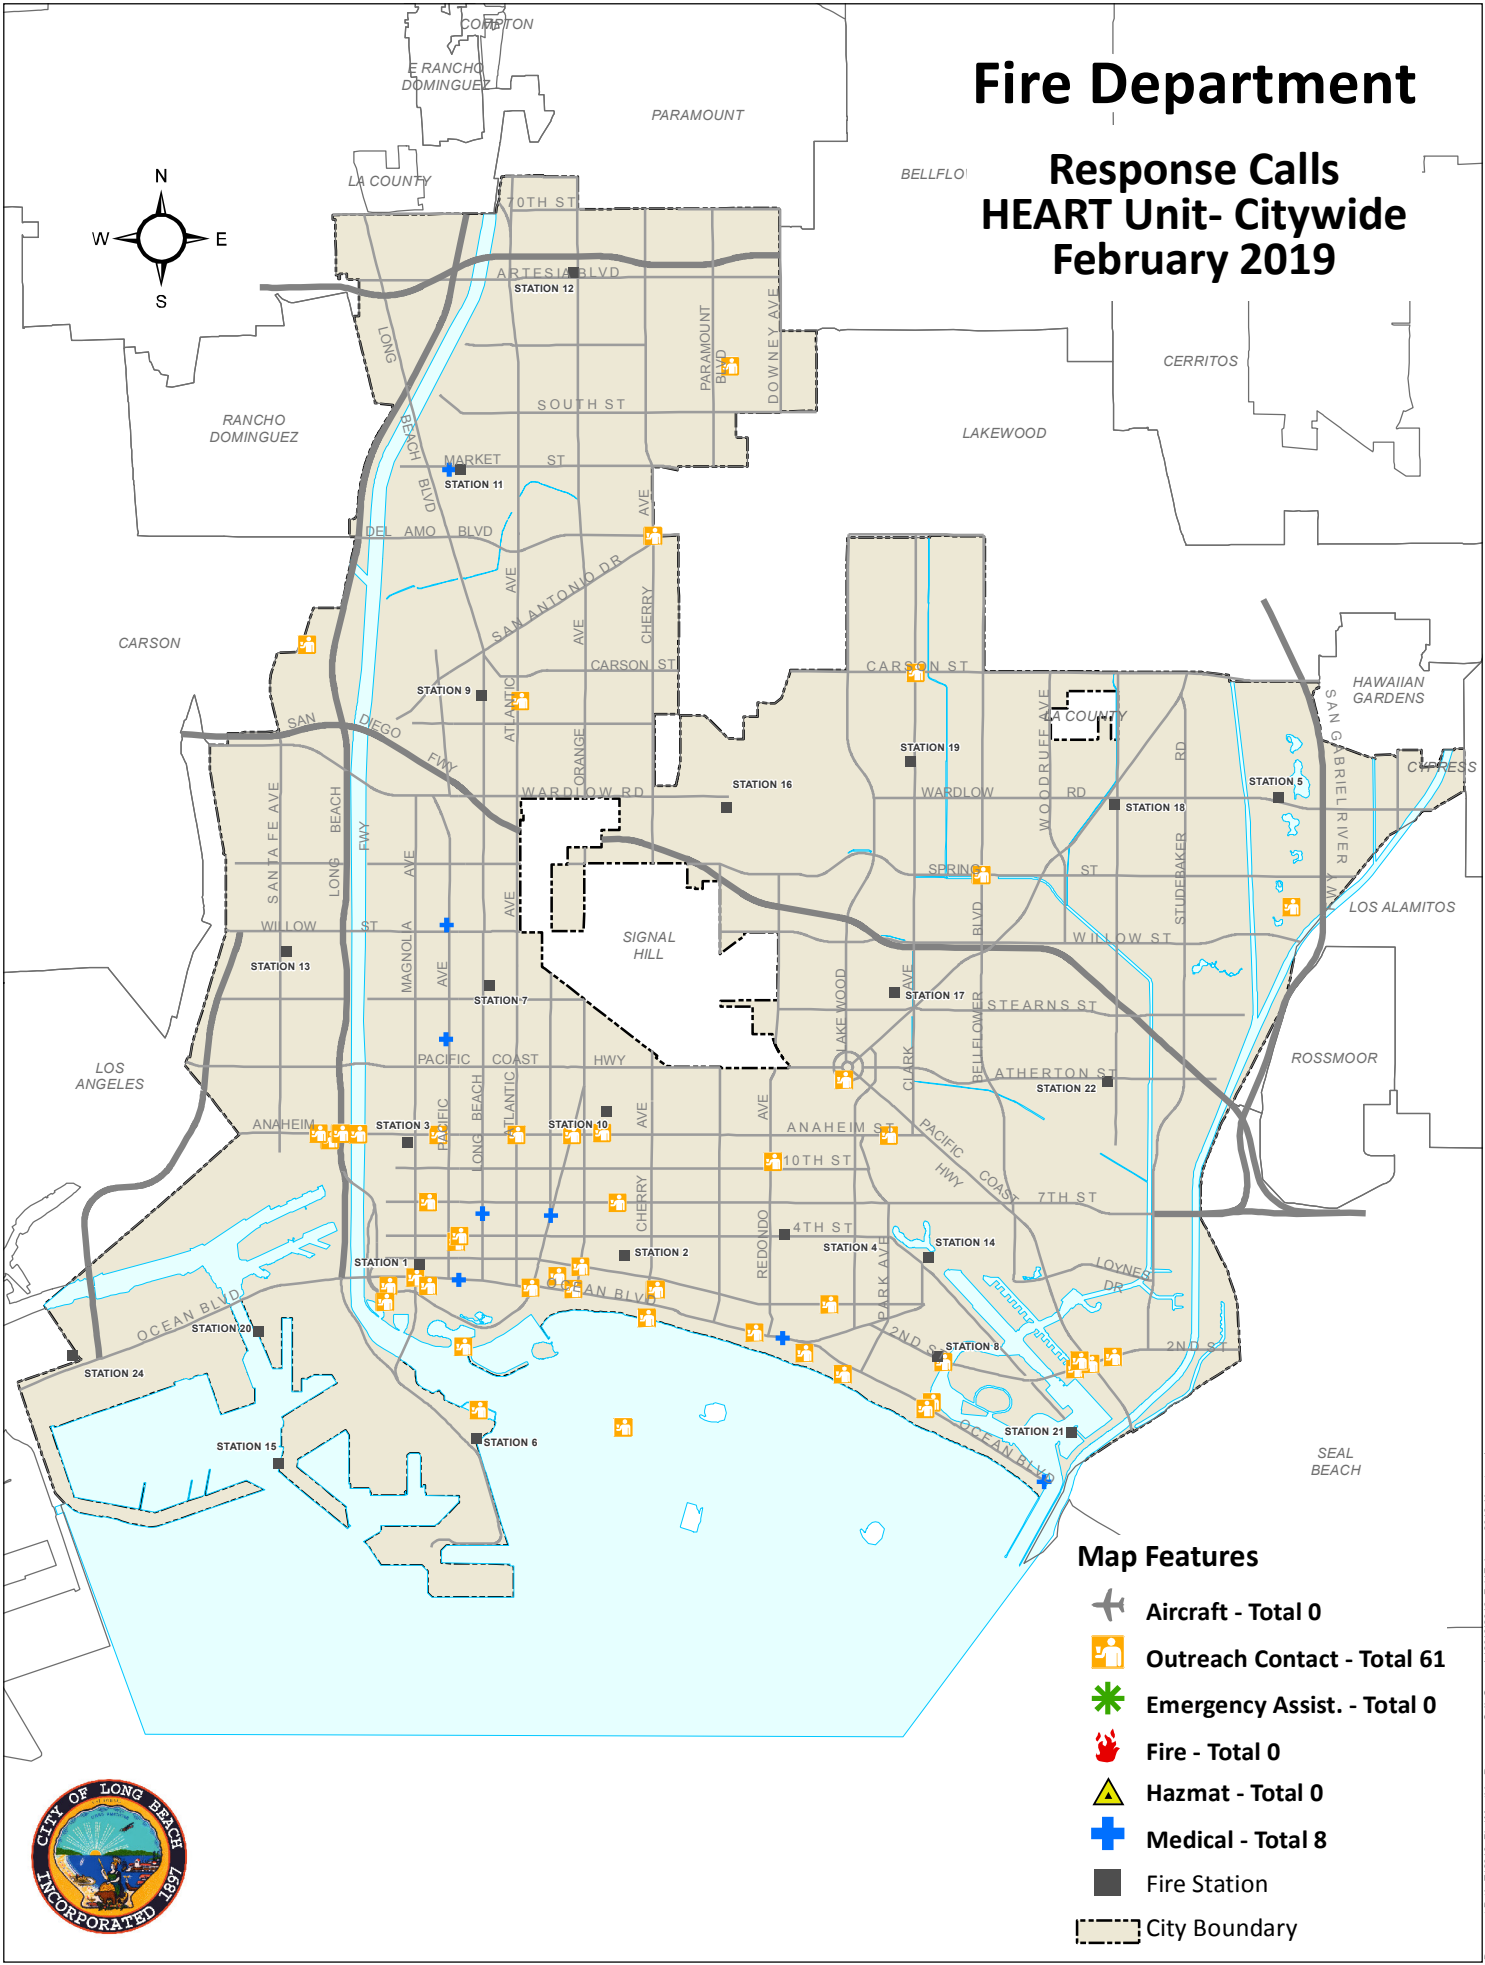 Fire Department
Response Calls
HEART Unit- Citywide
February 2019
COMPTON
E RANCHO
DOMINGUEZ
PARAMOUNT
LA COUNTY
BELLFLO
N
W
E
S
70TH ST
ARTESIA BLVD
STATION 12
LONG
BEACH
BLVD
PARAMOUNT
BLVD
DOWNEY AVE
CERRITOS
RANCHO
DOMINGUEZ
SOUTH ST
LAKEWOOD
MARKET
ST
STATION 11
AVE
DEL AMO BLVD
AVE
SAN ANTONIO DR
AVE
CHERRY
CARSON
CARSON ST
CARSON ST
STATION 9
ATLANTIC
ORANGE
SAN
DIEGO
FWY
HAWAIIAN
GARDENS
LA COUNTY
WOODRUFF AVE
RD
SAN GABRIEL RIVER
FWY
STATION 19
STATION 16
STATION 5
CYPRESS
WARDLOW RD
WARDLOW
RD
STATION 18
SANTA FE AVE
LONG
BEACH
FWY
AVE
AVE
SPRING
ST
STUDEBAKER
BLVD
LOS ALAMITOS
WILLOW
ST
SIGNAL
HILL
WILLOW ST
STATION 13
MAGNOLIA
AVE
STATION 7
LAKEWOOD
AVE
STATION 17
BELLFLOWER
STEARNS ST
PACIFIC
COAST
HWY
LOS
ANGELES
CLARK
ATHERTON ST
STATION 22
ROSSMOOR
ANAHEIM
STATION 3
PACIFIC
LONG
BEACH
ATLANTIC
STATION 10
AVE
AVE
ANAHEIM ST
PACIFIC
COAST
HWY
10TH ST
7TH ST
CHERRY
REDONDO
4TH ST
STATION 4
PARK AVE
STATION 14
STATION 1
STATION 2
LOYNES
DR
OCEAN BLVD
OCEAN BLVD
STATION 20
2ND ST
STATION 8
2ND ST
STATION 24
STATION 15
STATION 6
OCEAN BLVD
STATION 21
SEAL
BEACH
Map Features
Aircraft - Total 0
Outreach Contact - Total 61
Emergency Assist. - Total 0
Fire - Total 0
Hazmat - Total 0
Medical - Total 8
Fire Station
City Boundary
CITY OF LONG BEACH
INCORPORATED 1897